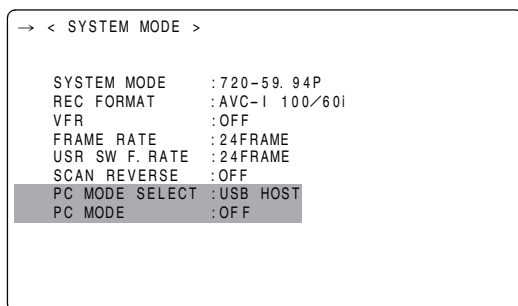 → < SYSTEM MODE >
SYSTEM MODE :720-59.94P
REC FORMAT :AVC-I 100/60i
VFR :OFF
FRAME RATE :24FRAME
USR SW F.RATE :24FRAME
SCAN REVERSE :OFF
PC MODE SELECT :USB HOST
PC MODE :OFF